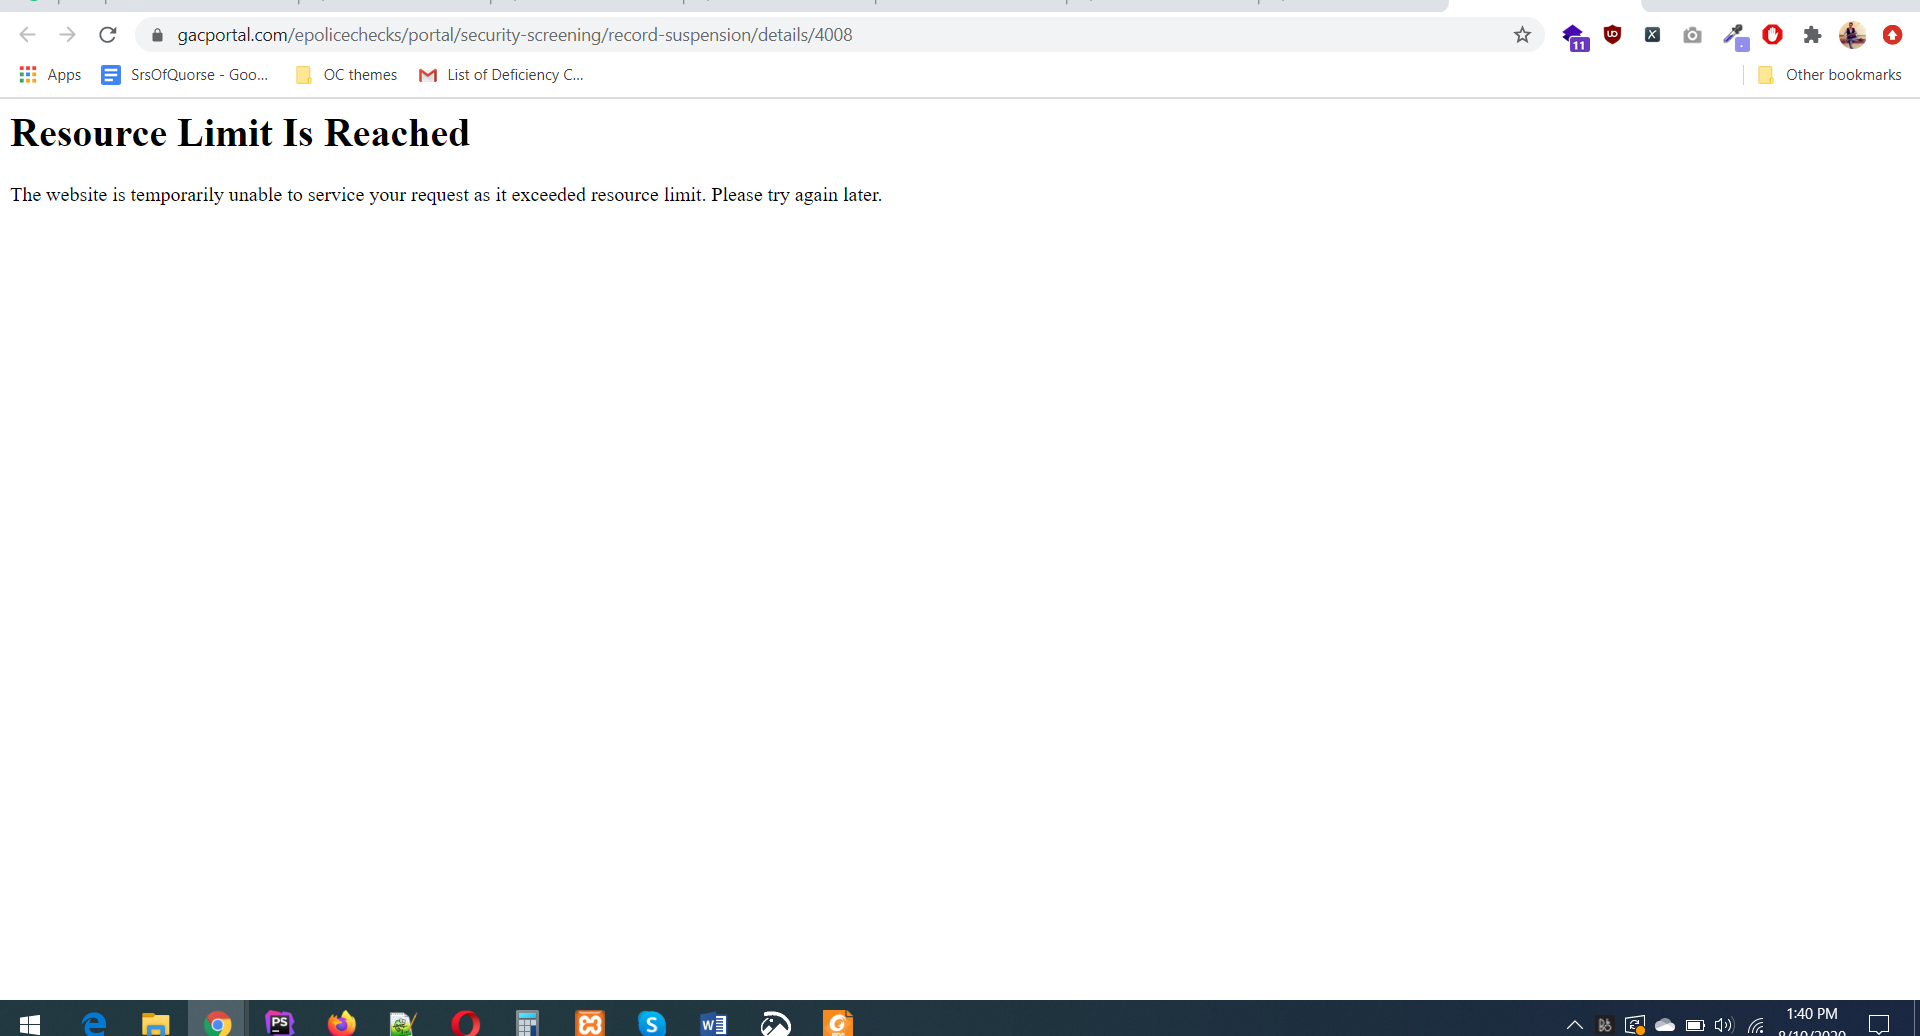 gacportal.com/epolicechecks/portal/security-screening/record-suspension/details/4008
11
Apps
SrsOfQuorse - Goo...
OC themes
List of Deficiency C...
Other bookmarks
Resource Limit Is Reached
The website is temporarily unable to service your request as it exceeded resource limit. Please try again later.
PS
1:40 PM